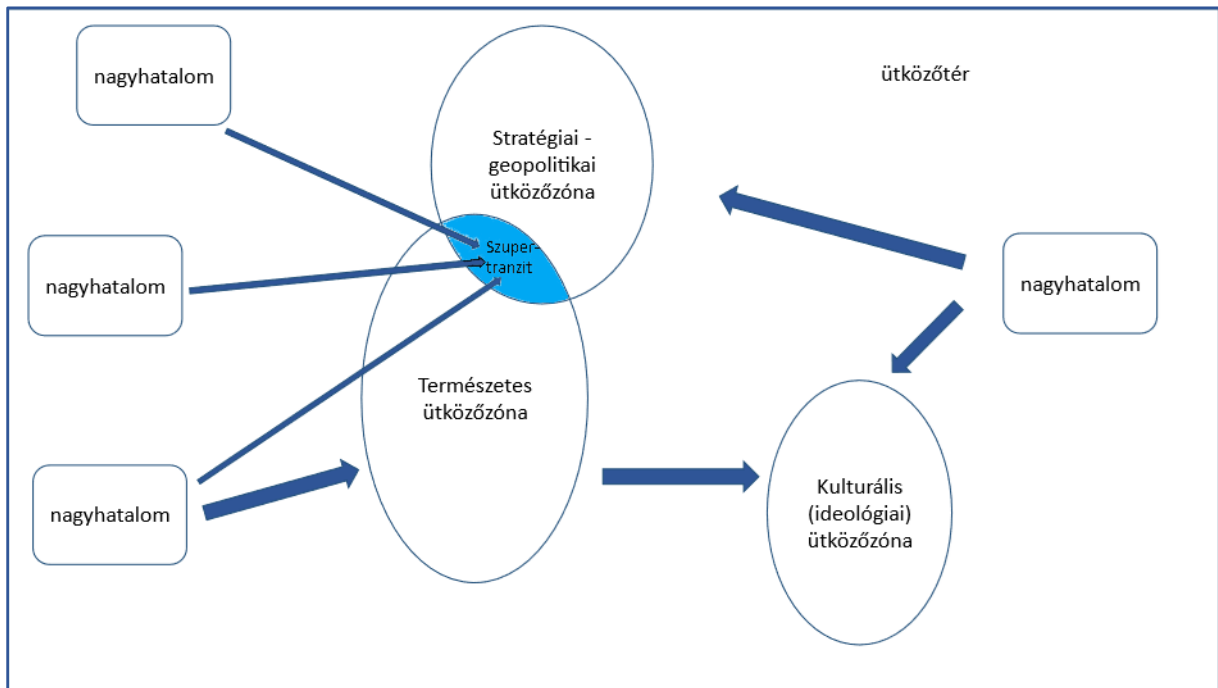 nagyhatalom
ütközőtér
Stratégiai -
geopolitikai
ütközőzóna
Szuper-
tranzit
nagyhatalom
nagyhatalom
Természetes
ütközőzóna
nagyhatalom
Kulturális
(ideológiai)
ütközőzóna